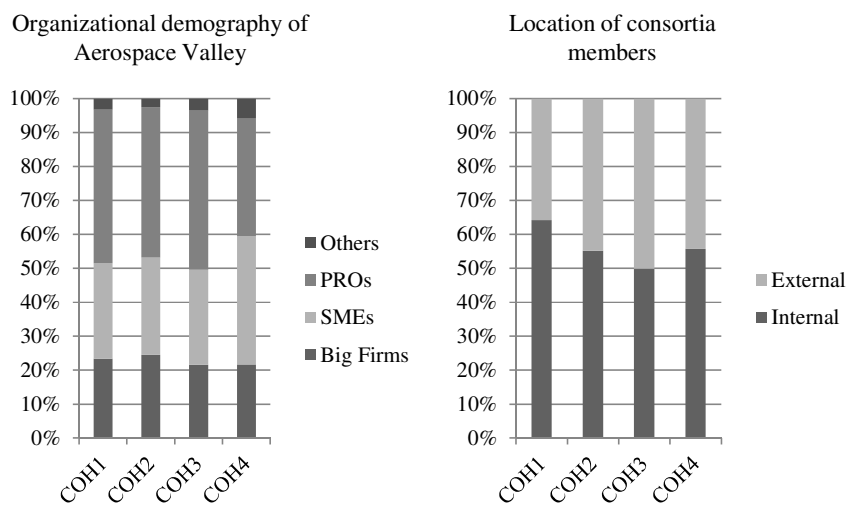 Organizational demography of
Aerospace Valley
100%
90%
80%
70%
60%
50%
40%
30%
20%
10%
0%
COH1
COH2
COH3
COH4
Others
PROs
SMEs
Big Firms
Location of consortia
members
100%
90%
80%
70%
60%
50%
40%
30%
20%
10%
0%
COH1
COH2
COH3
COH4
External
Internal